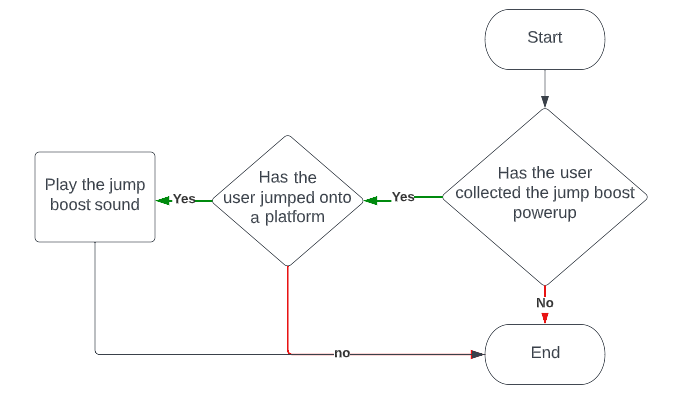 Start
Has the user
collected the jump boost
powerup
Yes
Has the
user jumped onto
a platform
Yes
Play the jump
boost sound
No
no
End